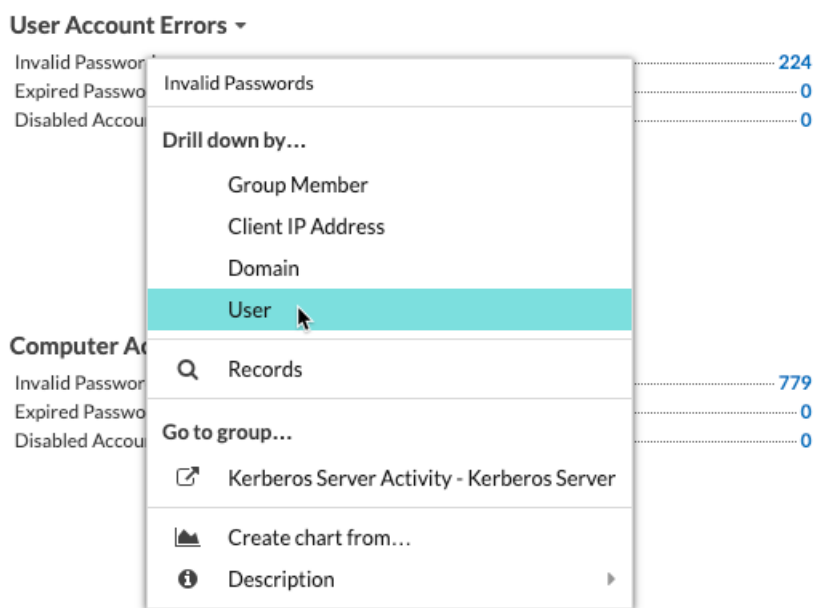 User Account Errors
Invalid Passwor 224
Expired Passwo 0
Disabled Accou 0
Invalid Passwords
Drill down by...
Group Member
Client IP Address
Domain
User
Computer Ac
Records
Invalid Passwor 779
Expired Passwo 0
Go to group...
Disabled Accou 0
Kerberos Server Activity - Kerberos Server
Create chart from...
Description